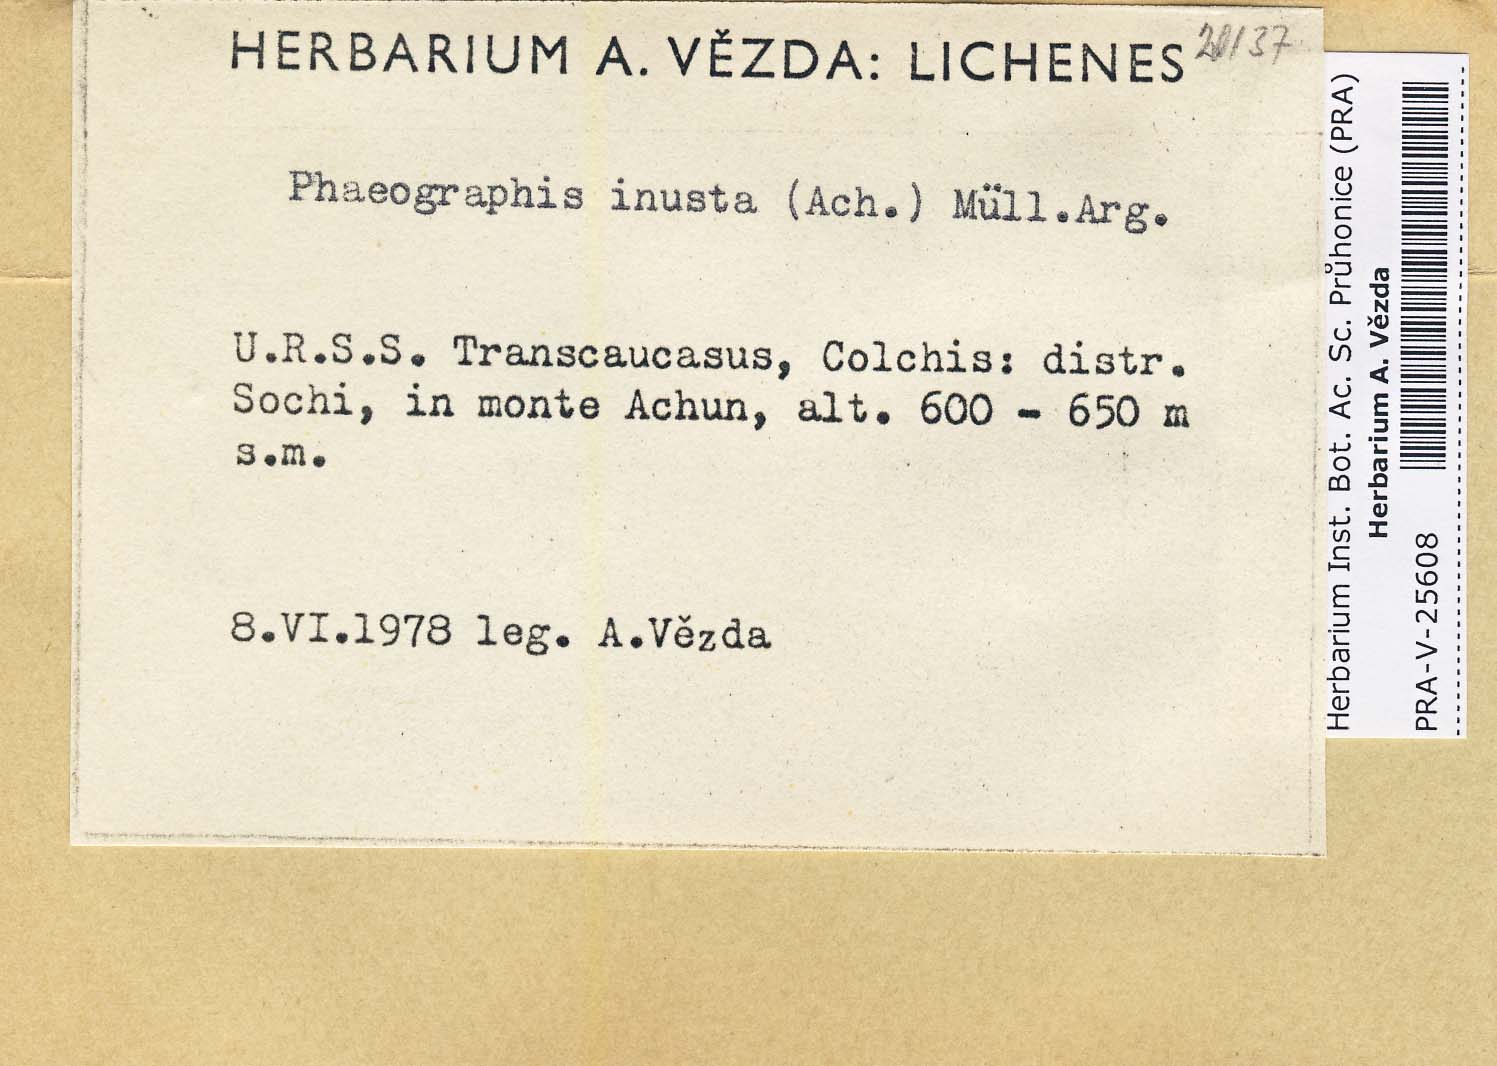 HERBARIUM A. VĚZDA: LICHENES
Phaeographis inusta (Ach.) Müll.Arg.
U.R.S.S. Transcaucasus, Colchis: distr.
Sochi, in monte Achun, alt. 600 - 650 m
s.m.
8.VI.1978 leg. A.Vězda
Herbarium Inst. Bot. Ac. Sc. Průhonice (PRA)
Herbarium A. Vězda
PRA-V-25608